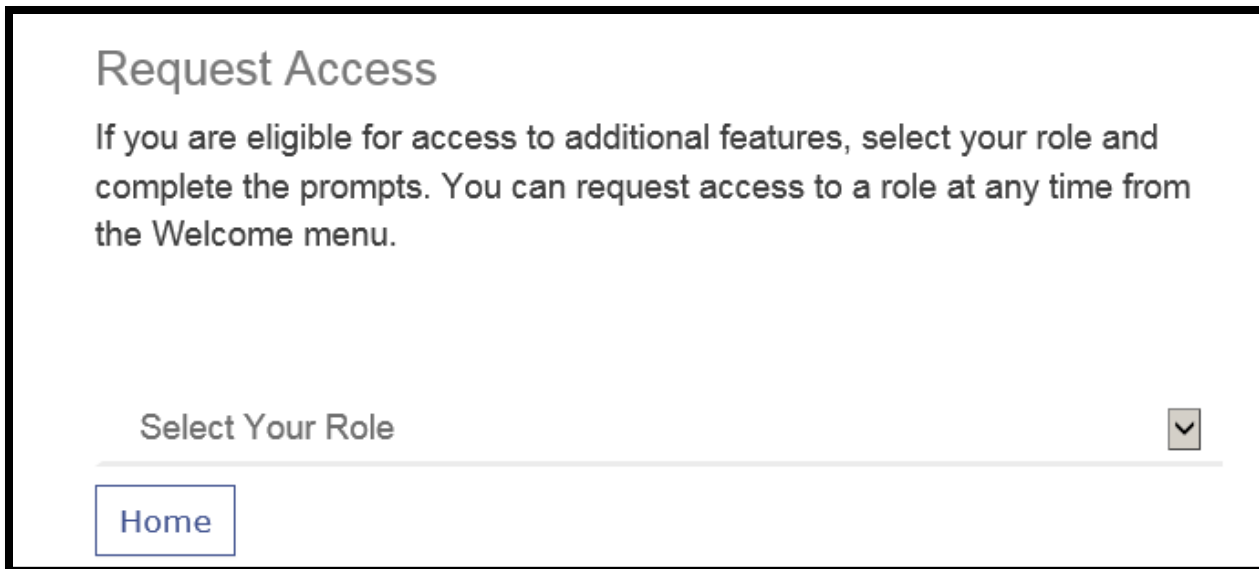 Request Access
If you are eligible for access to additional features, select your role and
complete the prompts. You can request access to a role at any time from
the Welcome menu.
Select Your Role
Home